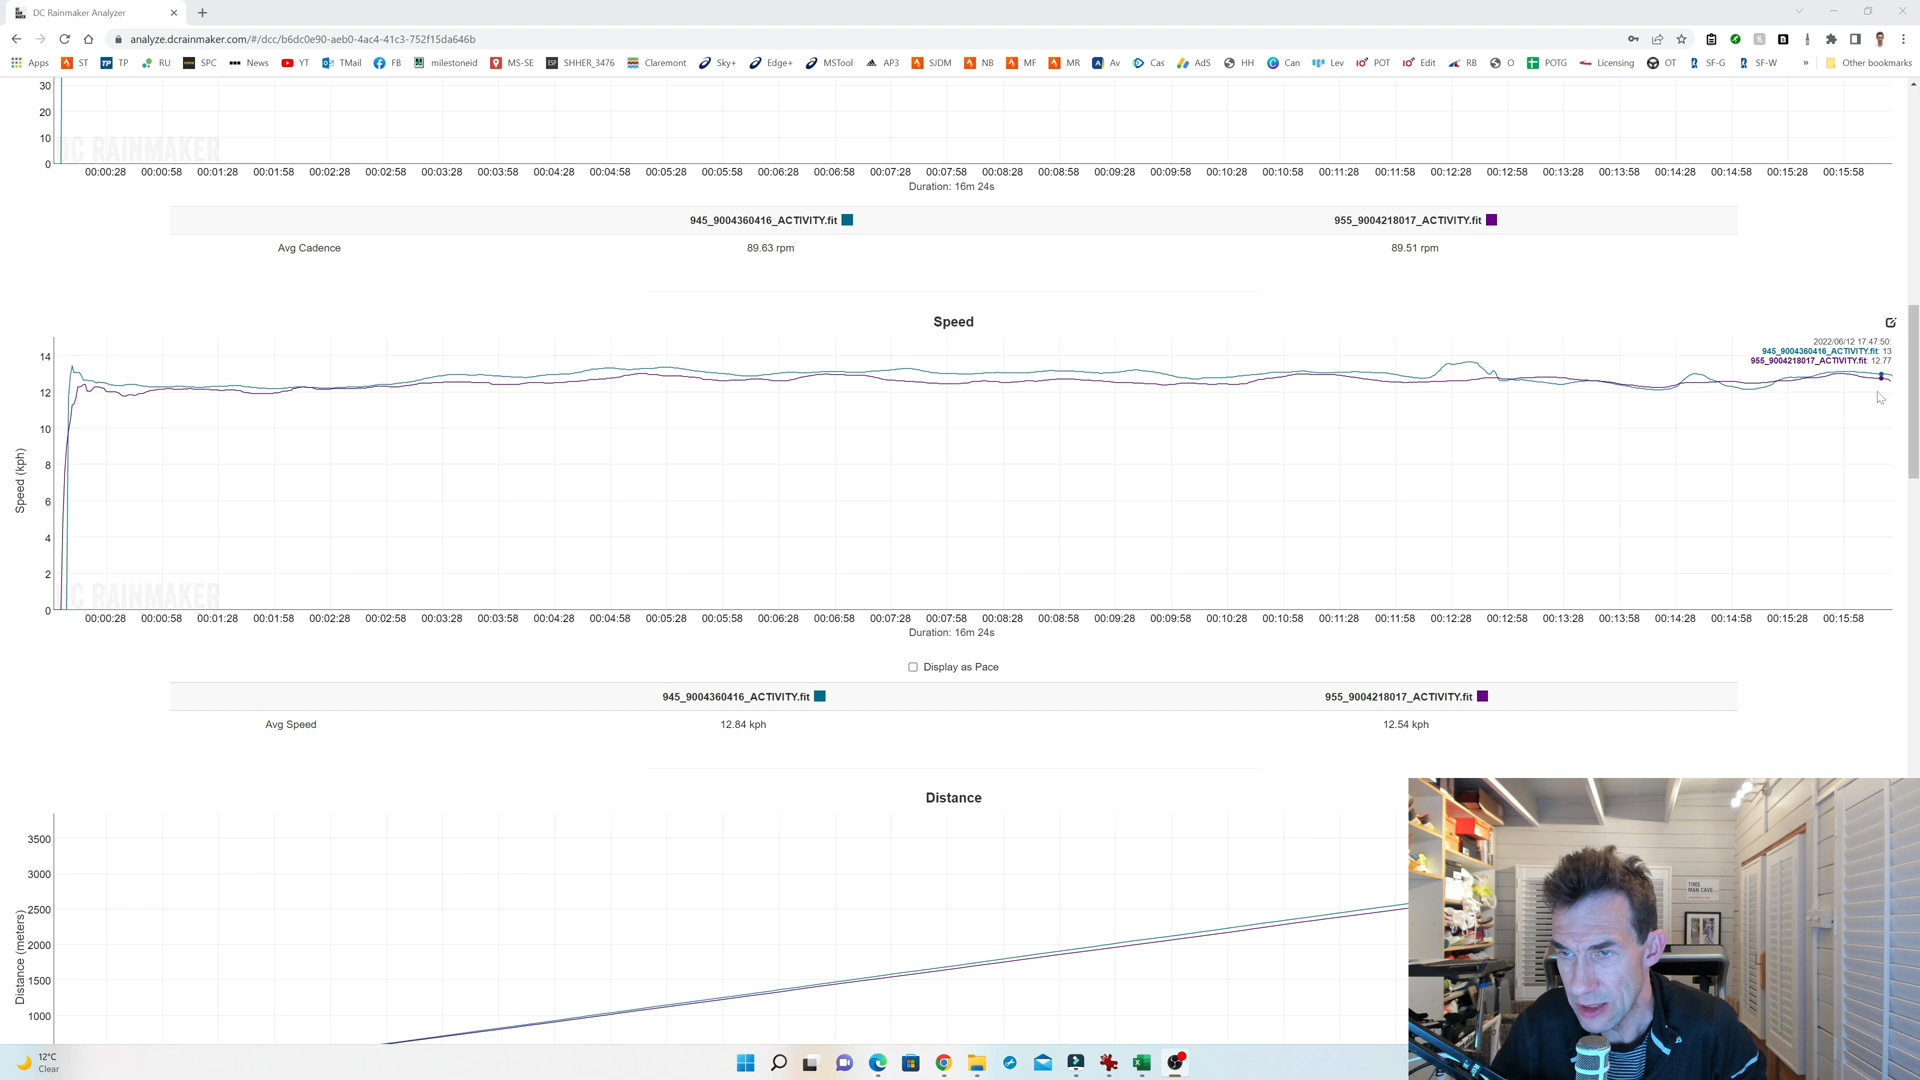 DC Rainmaker Analyzer
analyze.dcrainmaker.com/#/dcc/b6dc0e90-aeb0-4ac4-41c3-752f15da646b
Apps ST TP RU SPC News YT TMail FB milestoneid MS-SE SHHER_3476 Claremont Sky+ Edge+ MSTool AP3 SJDM NB MF MR Av Cas AdS HH Can Lev POT Edit RB O POTG Licensing OT SF-G SF-W » Other bookmarks
30
20
10
0
DC RAINMAKER
00:00:28 00:00:58 00:01:28 00:01:58 00:02:28 00:02:58 00:03:28 00:03:58 00:04:28 00:04:58 00:05:28 00:05:58 00:06:28 00:06:58 00:07:28 00:07:58 00:08:28 00:08:58 00:09:28 00:09:58 00:10:28 00:10:58 00:11:28 00:11:58 00:12:28 00:12:58 00:13:28 00:13:58 00:14:28 00:14:58 00:15:28 00:15:58
Duration: 16m 24s
945_9004360416_ACTIVITY.fit 955_9004218017_ACTIVITY.fit
Avg Cadence 89.63 rpm 89.51 rpm
Speed
2022/06/12 17:47:50:
945_9004360416_ACTIVITY.fit: 13
955_9004218017_ACTIVITY.fit: 12.77
14
12
10
8
6
4
2
0
Speed (kph)
DC RAINMAKER
00:00:28 00:00:58 00:01:28 00:01:58 00:02:28 00:02:58 00:03:28 00:03:58 00:04:28 00:04:58 00:05:28 00:05:58 00:06:28 00:06:58 00:07:28 00:07:58 00:08:28 00:08:58 00:09:28 00:09:58 00:10:28 00:10:58 00:11:28 00:11:58 00:12:28 00:12:58 00:13:28 00:13:58 00:14:28 00:14:58 00:15:28 00:15:58
Duration: 16m 24s
Display as Pace
945_9004360416_ACTIVITY.fit 955_9004218017_ACTIVITY.fit
Avg Speed 12.84 kph 12.54 kph
Distance
3500
3000
2500
2000
1500
1000
Distance (meters)
TIMS
MAN CAVE
12°C
Clear